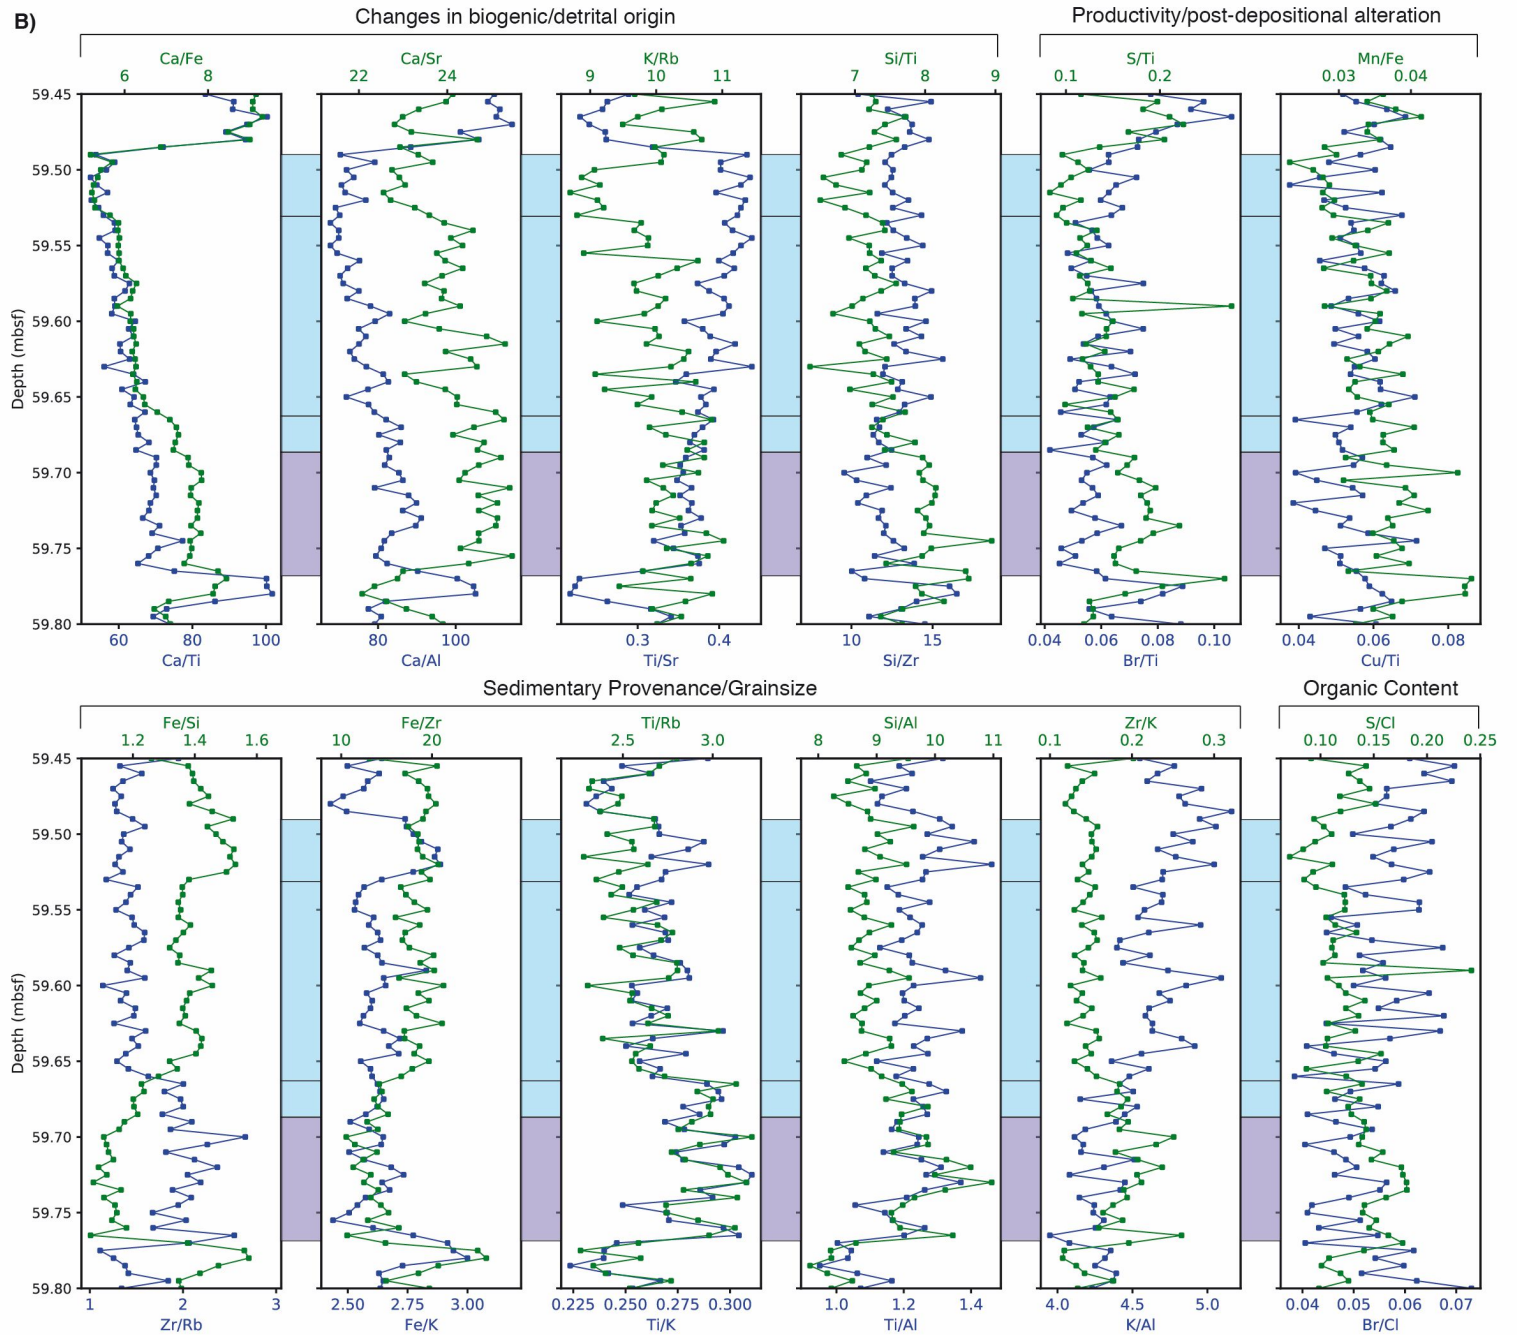 B)
Changes in biogenic/detrital origin
Productivity/post-depositional alteration
Ca/Fe
Ca/Sr
K/Rb
Si/Ti
S/Ti
Mn/Fe
6 8
22 24
9 10 11
7 8 9
0.1 0.2
0.03 0.04
59.45
59.50
59.55
59.60
59.65
59.70
59.75
59.80
Depth (mbsf)
60 80 100
80 100
0.3 0.4
10 15
0.04 0.06 0.08 0.10
0.04 0.06 0.08
Ca/Ti
Ca/Al
Ti/Sr
Si/Zr
Br/Ti
Cu/Ti
Sedimentary Provenance/Grainsize
Organic Content
Fe/Si
Fe/Zr
Ti/Rb
Si/Al
Zr/K
S/Cl
1.2 1.4 1.6
10 20
2.5 3.0
8 9 10 11
0.1 0.2 0.3
0.10 0.15 0.20 0.25
59.45
59.50
59.55
59.60
59.65
59.70
59.75
59.80
Depth (mbsf)
1 2 3
2.50 2.75 3.00
0.225 0.250 0.275 0.300
1.0 1.2 1.4
4.0 4.5 5.0
0.04 0.05 0.06 0.07
Zr/Rb
Fe/K
Ti/K
Ti/Al
K/Al
Br/Cl